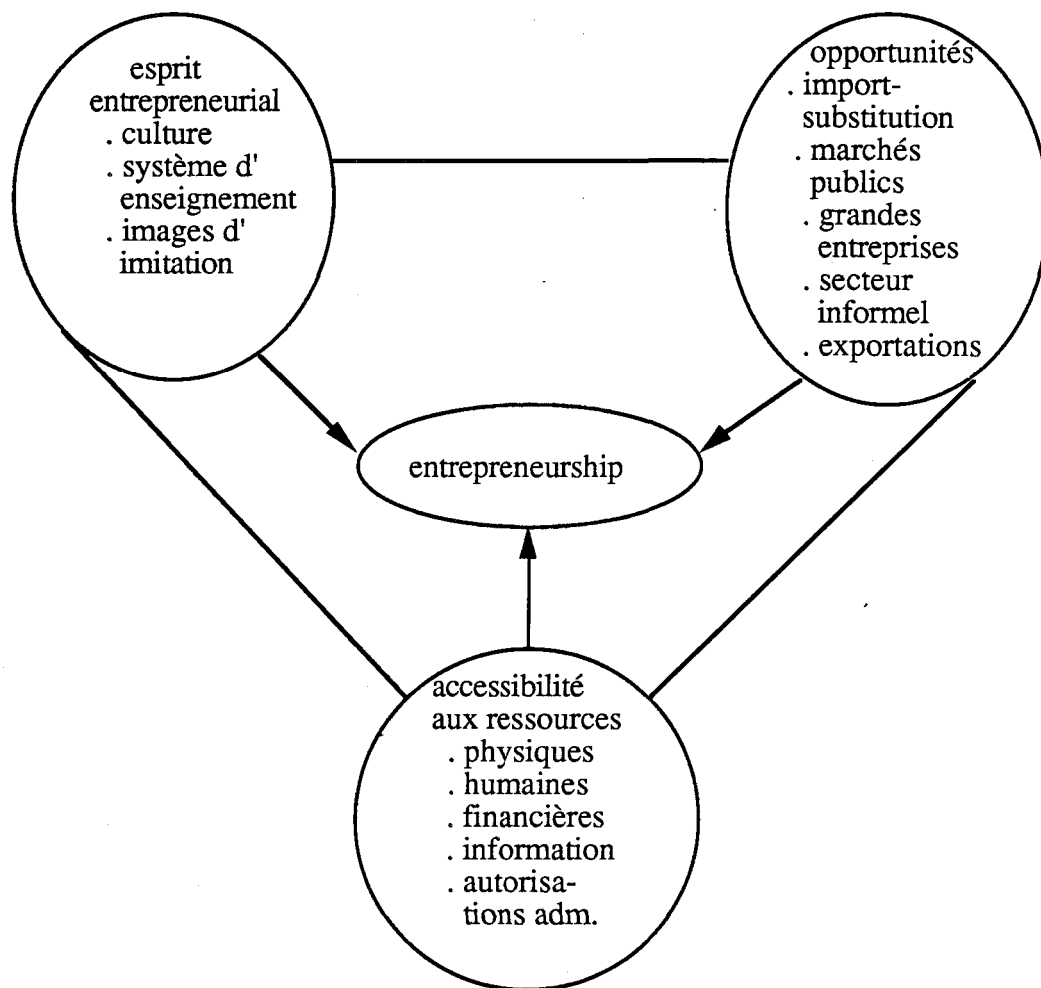 esprit
entrepreneurial
. culture
. système d'
enseignement
. images d'
imitation
opportunités
. import-
substitution
. marchés
publics
. grandes
entreprises
. secteur
informel
. exportations
entrepreneurship
accessibilité
aux ressources
. physiques
. humaines
. financières
. information
. autorisa-
tions adm.